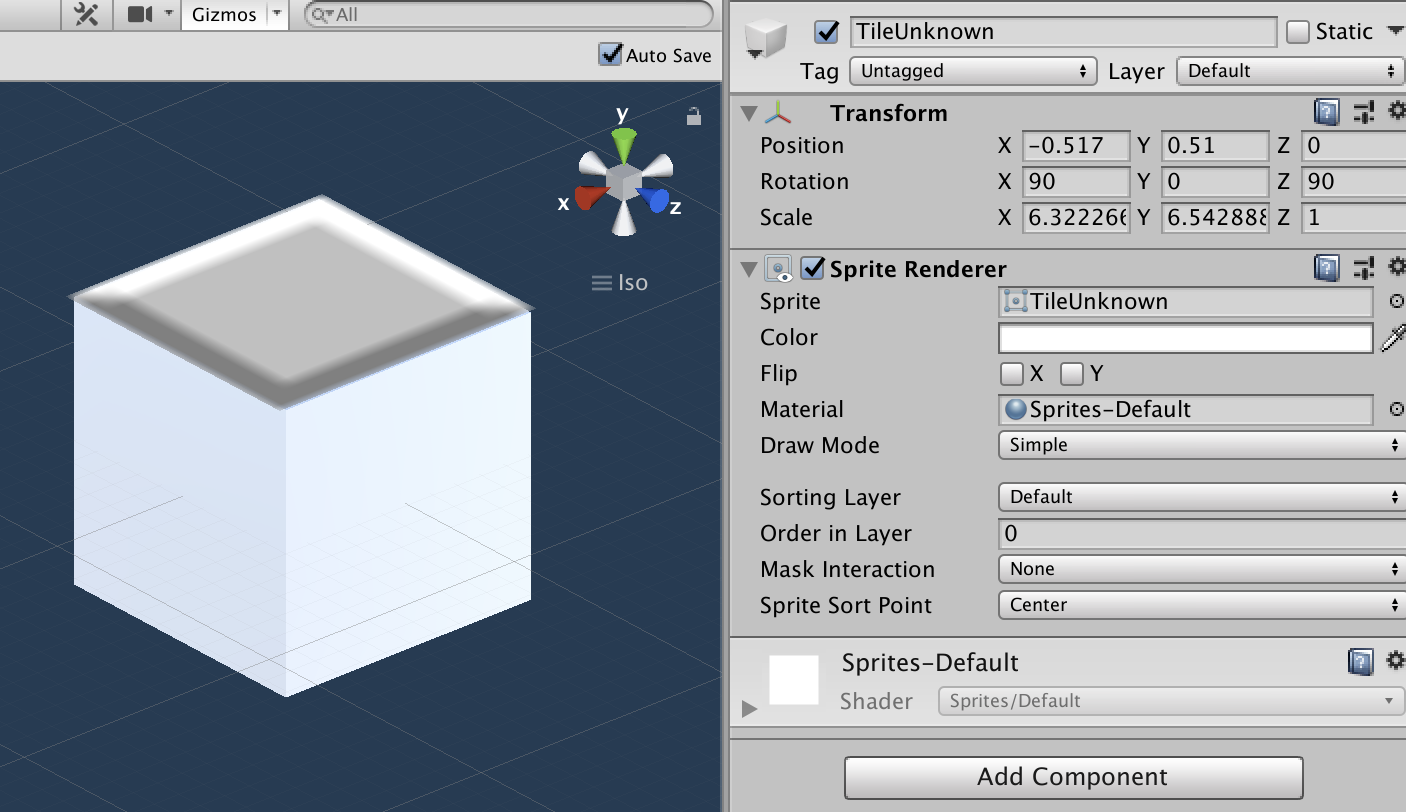 Gizmos
All
Auto Save
y
x
z
Iso
TileUnknown
Static
Tag
Untagged
Layer
Default
Transform
Position X -0.517 Y 0.51 Z 0
Rotation X 90 Y 0 Z 90
Scale X 6.32226 Y 6.542888 Z 1
Sprite Renderer
Sprite TileUnknown
Color
Flip X Y
Material Sprites-Default
Draw Mode Simple
Sorting Layer Default
Order in Layer 0
Mask Interaction None
Sprite Sort Point Center
Sprites-Default
Shader Sprites/Default
Add Component